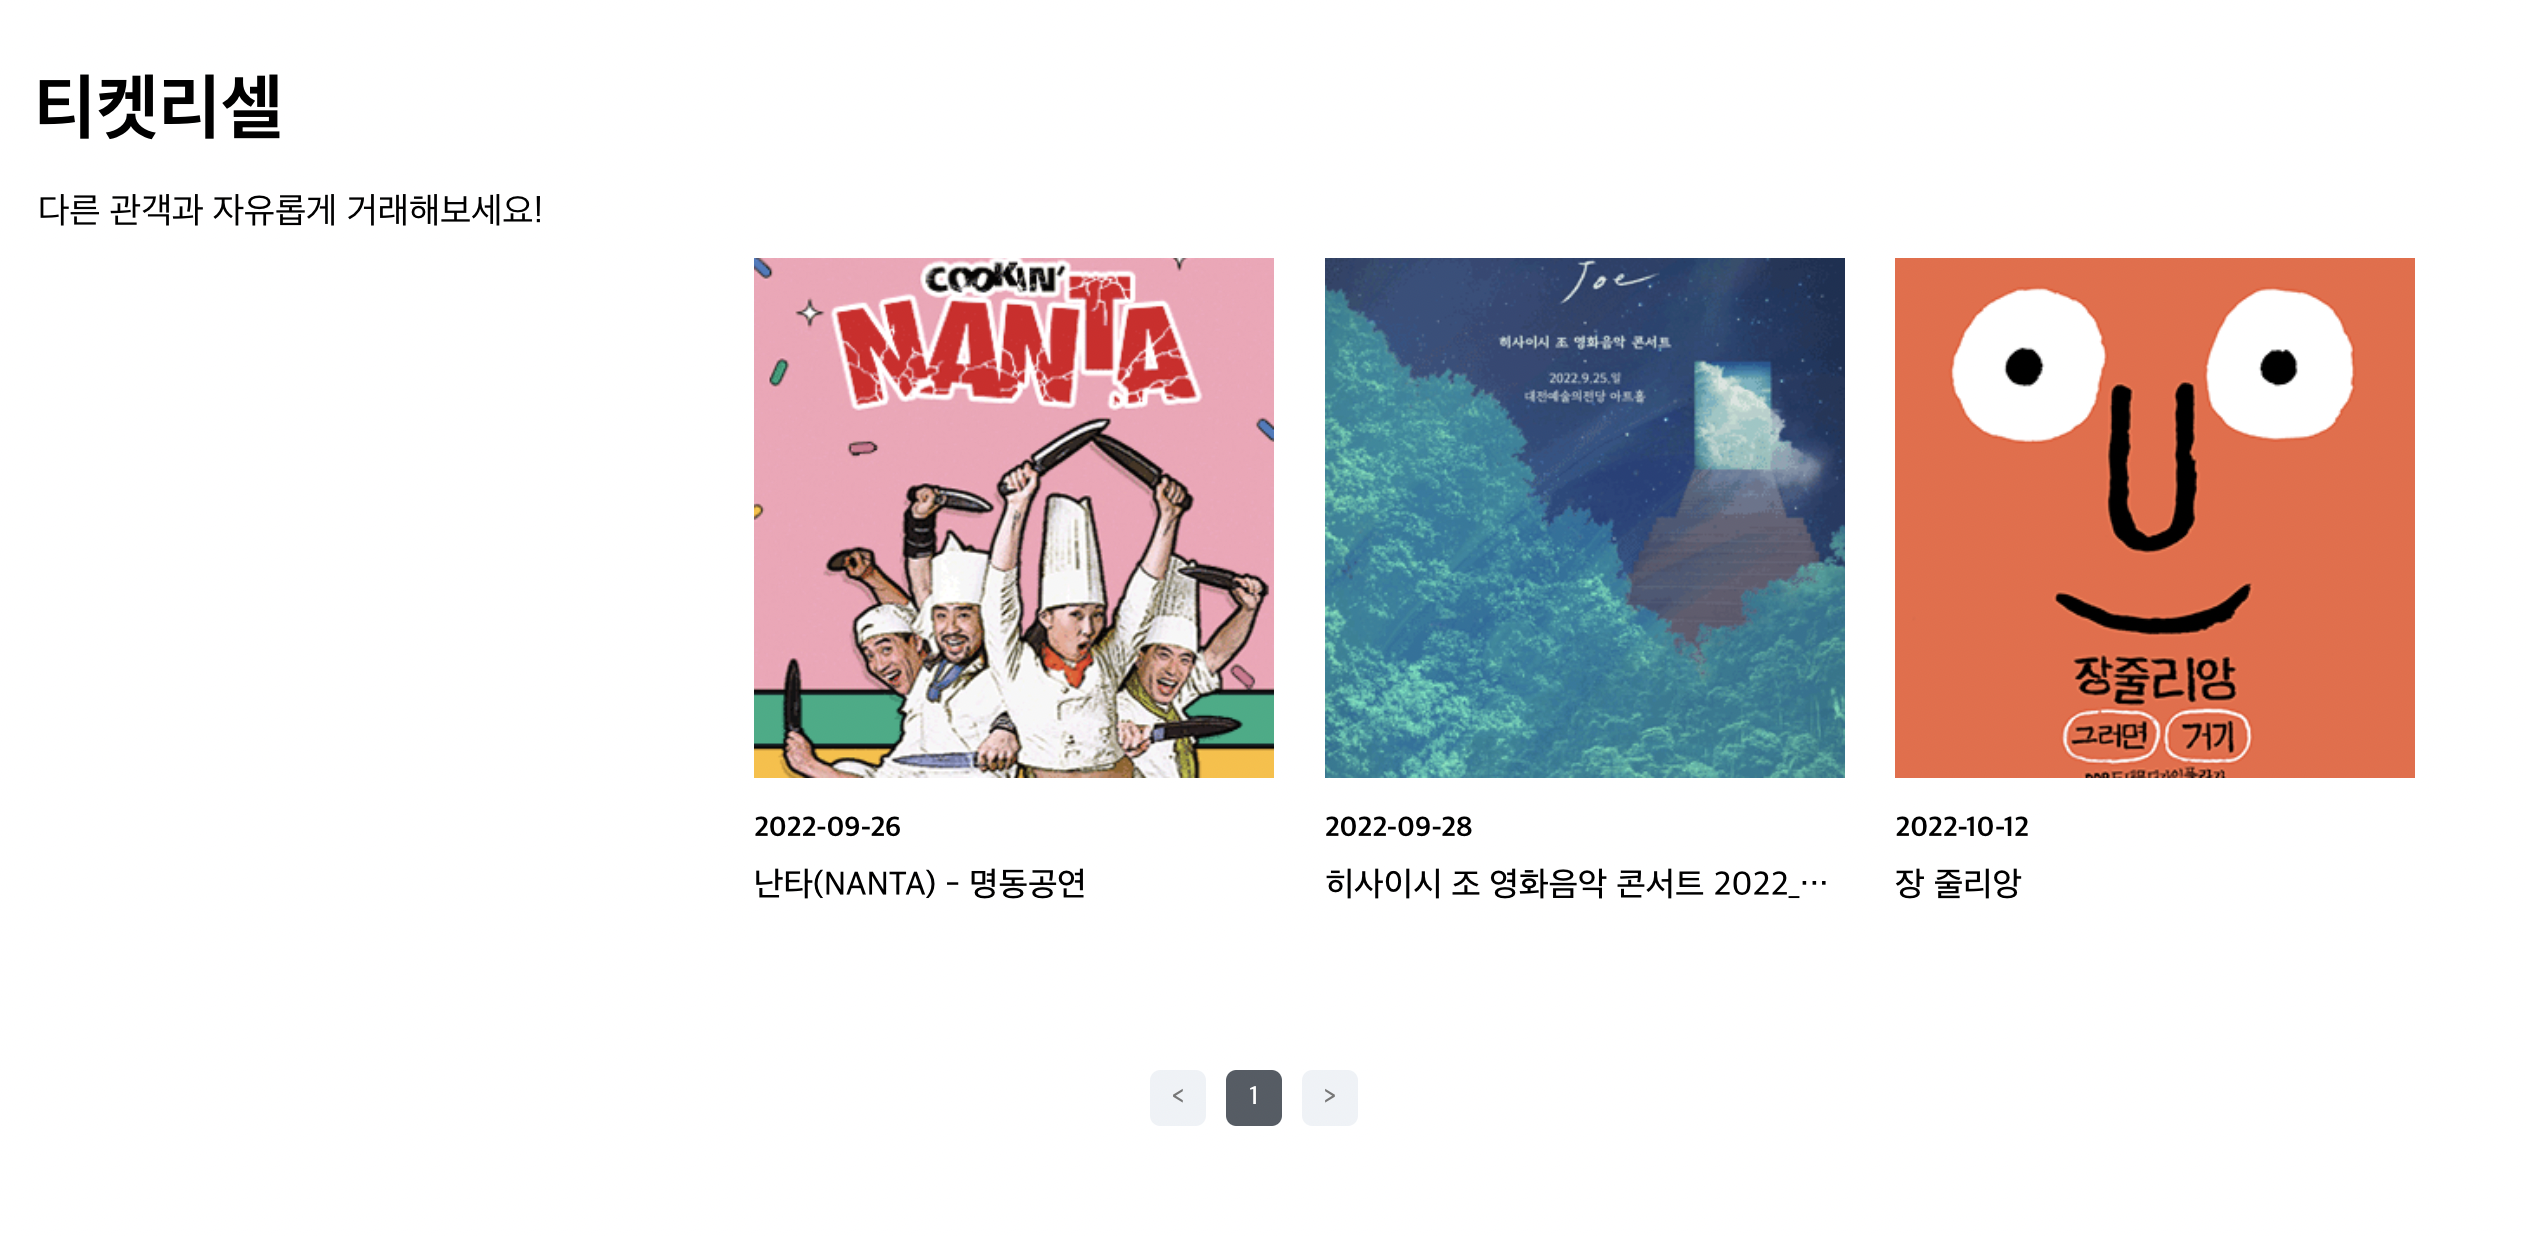 티켓리셀
다른 관객과 자유롭게 거래해보세요!
COOKIN'
NANTA
2022-09-26
난타(NANTA) - 명동공연
Joe
히사이시 조 영화음악 콘서트
2022.9.25.일
대전예술의전당 아트홀
2022-09-28
히사이시 조 영화음악 콘서트 2022_…
장줄리앙
그러면 거기
2022-10-12
장 줄리앙
< 1 >